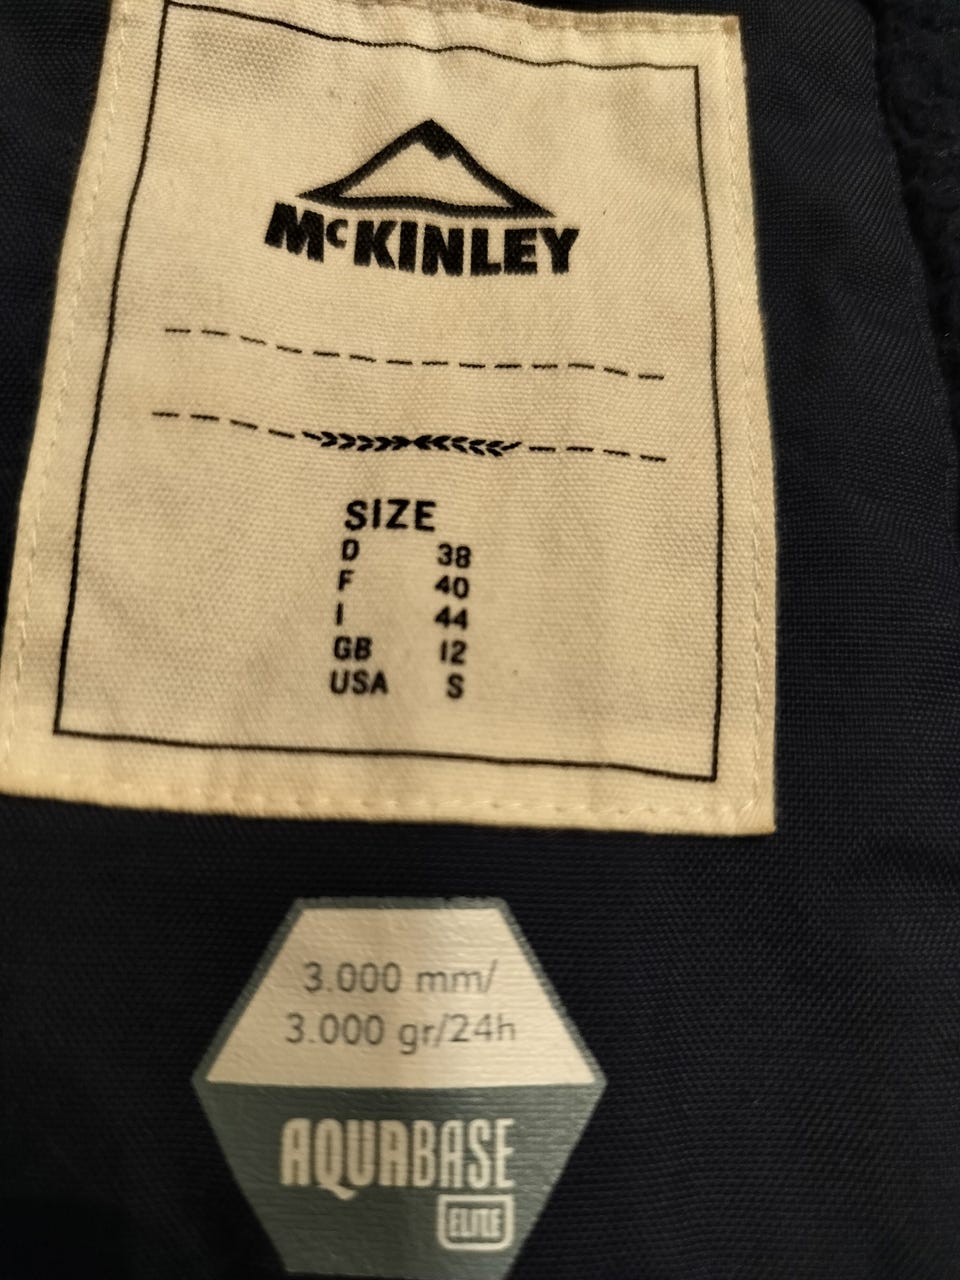 McKINLEY
SIZE
D 38
F 40
I 44
GB 12
USA S
3.000 mm/
3.000 gr/24h
AQUABASE
ELITE